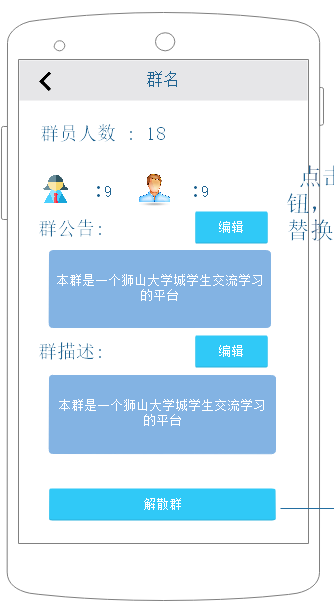 群名
群员人数 : 18
:9 :9
点击
钮,
替换
群公告: 编辑
本群是一个狮山大学城学生交流学习
的平台
群描述: 编辑
本群是一个狮山大学城学生交流学习
的平台
解散群